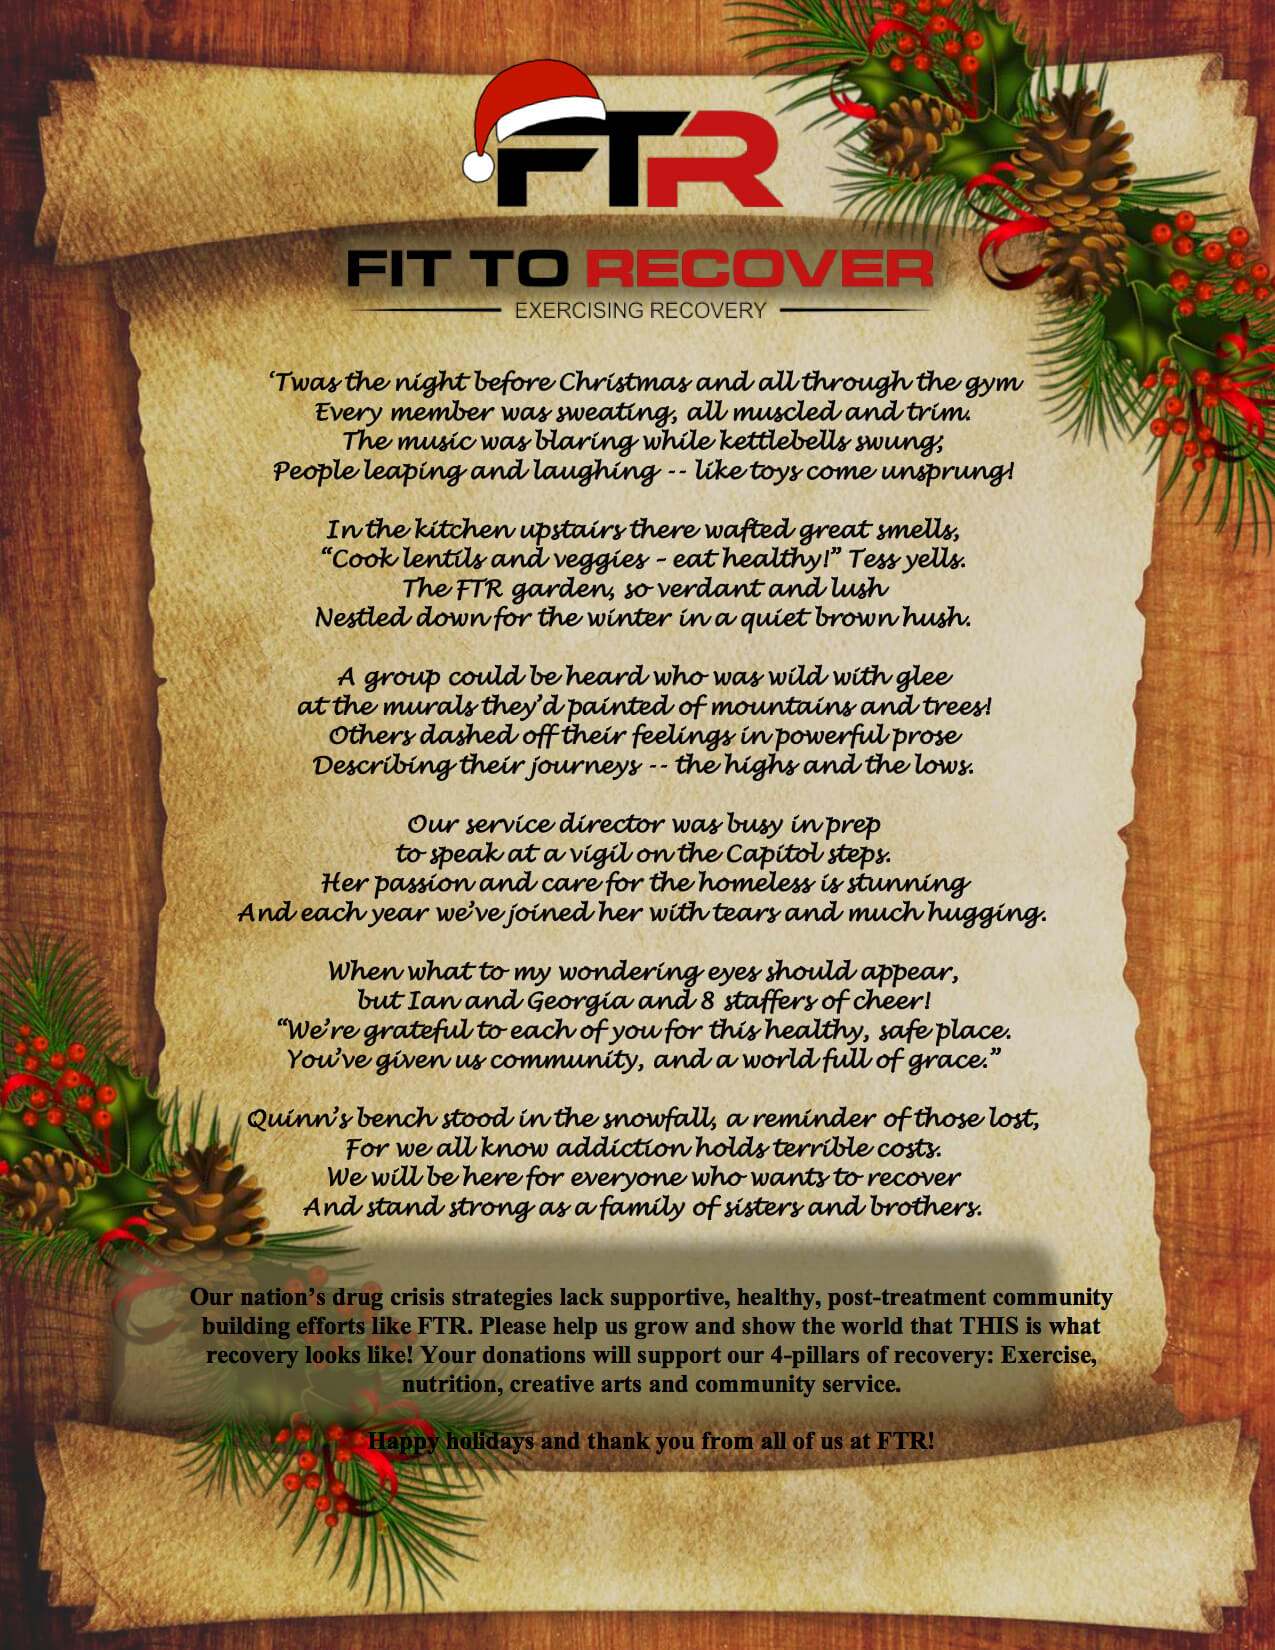 FTR
FIT TO RECOVER
EXERCISING RECOVERY
‘Twas the night before Christmas and all through the gym
Every member was sweating, all muscled and trim.
The music was blaring while kettlebells swung;
People leaping and laughing -- like toys come unsprung!
In the kitchen upstairs there wafted great smells,
“Cook lentils and veggies – eat healthy!” Tess yells.
The FTR garden, so verdant and lush
Nestled down for the winter in a quiet brown hush.
A group could be heard who was wild with glee
at the murals they’d painted of mountains and trees!
Others dashed off their feelings in powerful prose
Describing their journeys -- the highs and the lows.
Our service director was busy in prep
to speak at a vigil on the Capitol steps.
Her passion and care for the homeless is stunning
And each year we’ve joined her with tears and much hugging.
When what to my wondering eyes should appear,
but Ian and Georgia and 8 staffers of cheer!
“We’re grateful to each of you for this healthy, safe place.
You’ve given us community, and a world full of grace.”
Quinn’s bench stood in the snowfall, a reminder of those lost,
For we all know addiction holds terrible costs.
We will be here for everyone who wants to recover
And stand strong as a family of sisters and brothers.
Our nation’s drug crisis strategies lack supportive, healthy, post-treatment community
building efforts like FTR. Please help us grow and show the world that THIS is what
recovery looks like! Your donations will support our 4-pillars of recovery: Exercise,
nutrition, creative arts and community service.
Happy holidays and thank you from all of us at FTR!